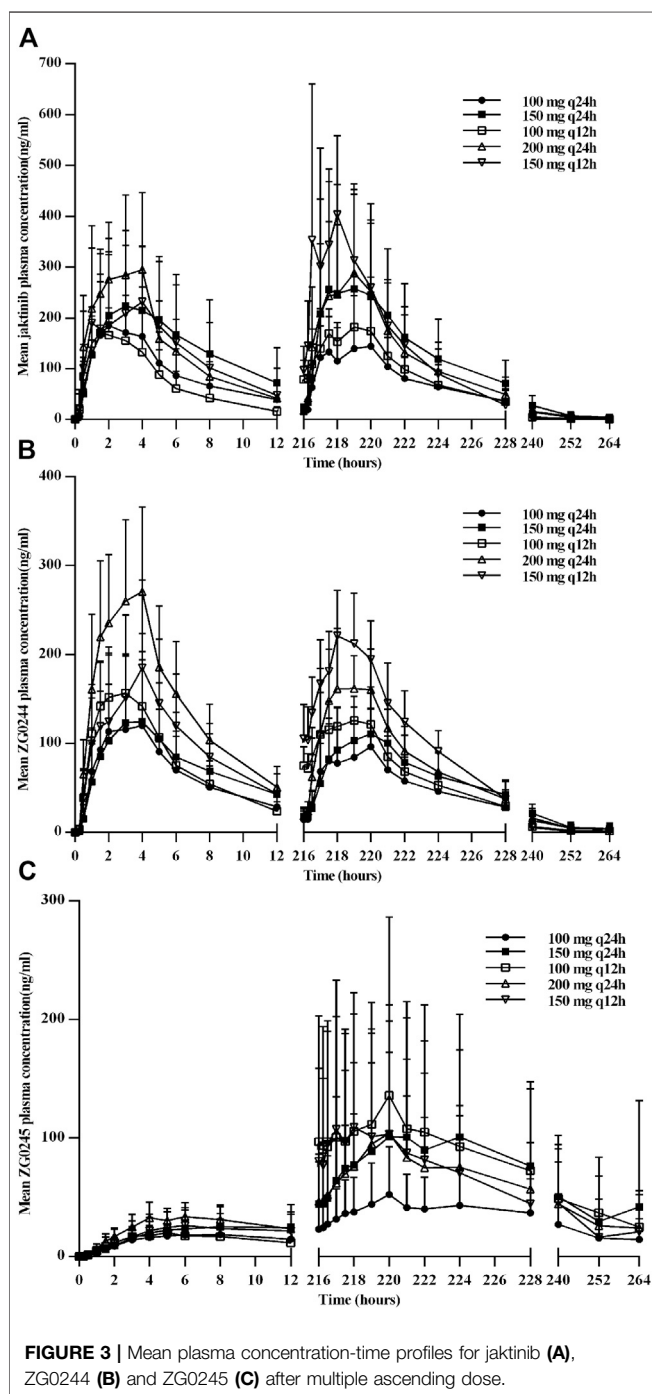 A
Mean jaktinib plasma concentration(ng/ml)
700
600
500
400
300
200
100
0
100 mg q24h
150 mg q24h
100 mg q12h
200 mg q24h
150 mg q12h
0 2 4 6 8 10 12 216 218 220 222 224 226 228 240 252 264
Time (hours)
B
Mean ZG0244 plasma concentration(ng/ml)
400
300
200
100
0
100 mg q24h
150 mg q24h
100 mg q12h
200 mg q24h
150 mg q12h
0 2 4 6 8 10 12 216 218 220 222 224 226 228 240 252 264
Time (hours)
C
Mean ZG0245 plasma concentration(ng/ml)
300
200
100
0
100 mg q24h
150 mg q24h
100 mg q12h
200 mg q24h
150 mg q12h
0 2 4 6 8 10 12 216 218 220 222 224 226 228 240 252 264
Time (hours)
FIGURE 3 | Mean plasma concentration-time profiles for jaktinib (A),
ZG0244 (B) and ZG0245 (C) after multiple ascending dose.